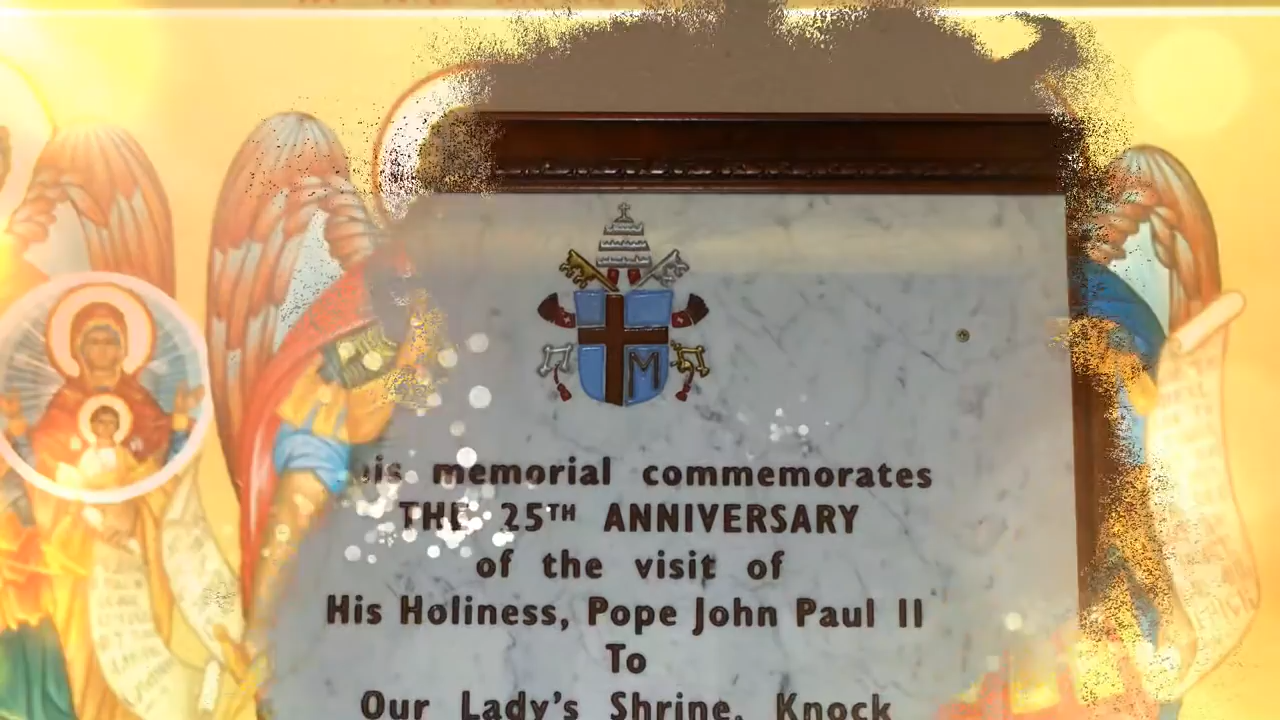 is memorial commemorates
THE 25TH ANNIVERSARY
of the visit of
His Holiness, Pope John Paul II
To
Our Lady's Shrine, Knock